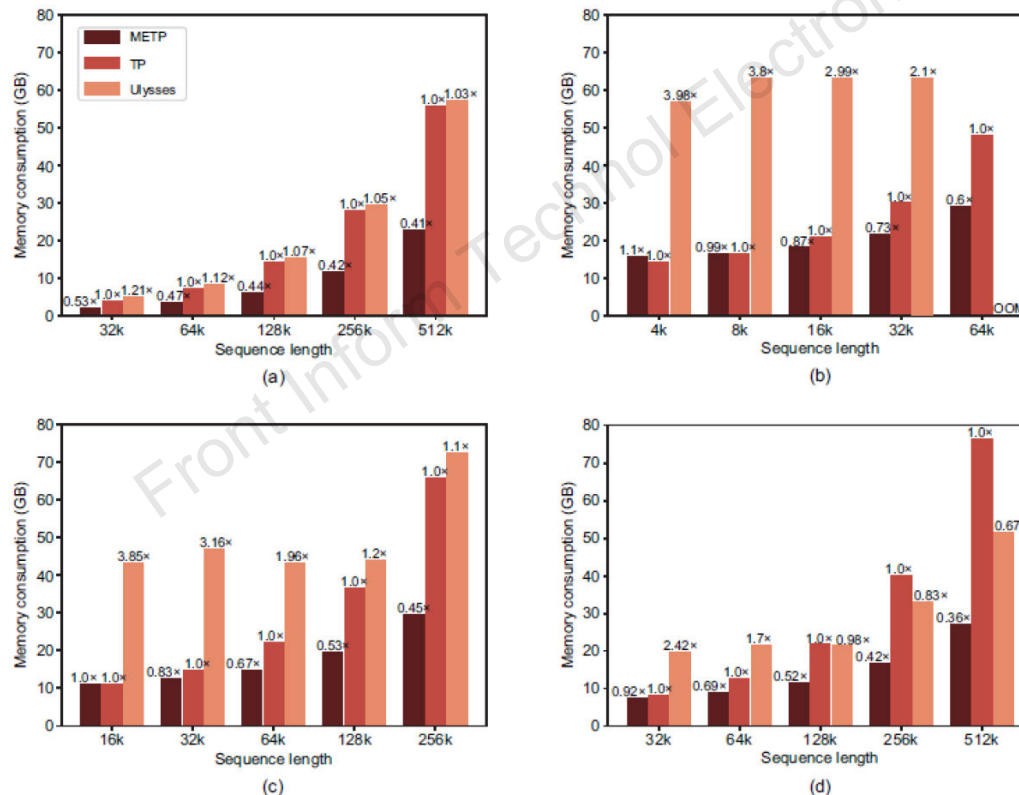 Front Inform Technol Electron
METP
TP
Ulysses
Memory consumption (GB)
80
70
60
50
40
30
20
10
0
0.53× 1.0× 1.21×
0.47× 1.0× 1.12×
0.44× 1.0× 1.07×
0.42× 1.0× 1.05×
0.41× 1.0× 1.03×
32k 64k 128k 256k 512k
Sequence length
(a)
Memory consumption (GB)
80
70
60
50
40
30
20
10
0
1.1× 1.0× 3.98×
0.99× 1.0× 3.8×
0.87× 1.0× 2.99×
0.73× 1.0× 2.1×
0.6× 1.0× OOM
4k 8k 16k 32k 64k
Sequence length
(b)
Memory consumption (GB)
80
70
60
50
40
30
20
10
0
1.0× 1.0× 3.85×
0.83× 1.0× 3.16×
0.67× 1.0× 1.96×
0.53× 1.0× 1.2×
0.45× 1.0× 1.1×
16k 32k 64k 128k 256k
Sequence length
(c)
Memory consumption (GB)
80
70
60
50
40
30
20
10
0
0.92× 1.0× 2.42×
0.69× 1.0× 1.7×
0.52× 1.0× 0.98×
0.42× 1.0× 0.83×
0.36× 1.0× 0.67
32k 64k 128k 256k 512k
Sequence length
(d)